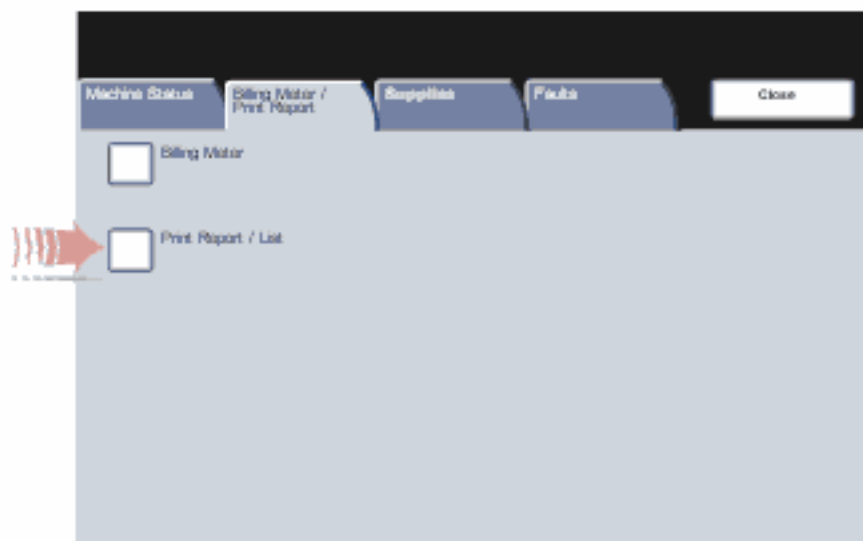 Machine Status
Billing Meter /
Print Report
Supplies
Faults
Close
Billing Meter
Print Report / List